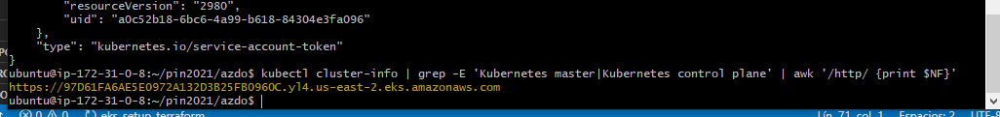 "resourceVersion": "2980",
"uid": "a0c52b18-6bc6-4a99-b618-84304e3fa096"
},
"type": "kubernetes.io/service-account-token"
}
ubuntu@ip-172-31-0-8:~/pin2021/azdo$ kubectl cluster-info | grep -E 'Kubernetes master|Kubernetes control plane' | awk '/http/ {print $NF}'
https://97D61FA6AE5E0972A132D3B25FB0960C.yl4.us-east-2.eks.amazonaws.com
ubuntu@ip-172-31-0-8:~/pin2021/azdo$
0 0 eks_setup_terraform Lín. 71, col. 1 Espacios: 2 UTF-8